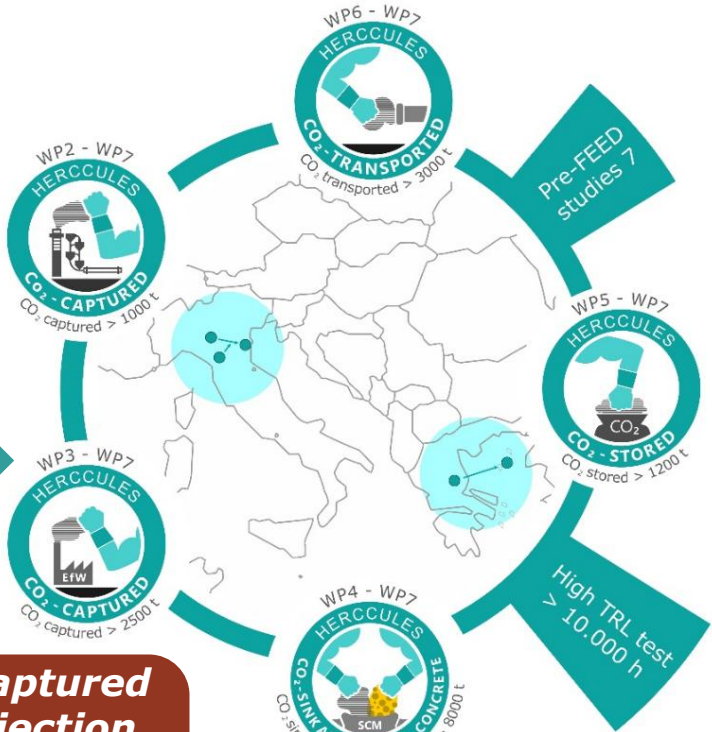 WP6 - WP7
HERCCULES
CO₂-TRANSPORTED
CO₂ transported > 3000 t
Pre-FEED
studies 7
WP2 - WP7
HERCCULES
CO₂-CAPTURED
CO₂ captured > 1000 t
WP5 - WP7
HERCCULES
CO₂
CO₂-STORED
CO₂ stored > 1200 t
WP3 - WP7
HERCCULES
EfW
CO₂-CAPTURED
CO₂ captured > 2500 t
High TRL test
> 10.000 h
WP4 - WP7
HERCCULES
CONCRETE
SCM
8000 t